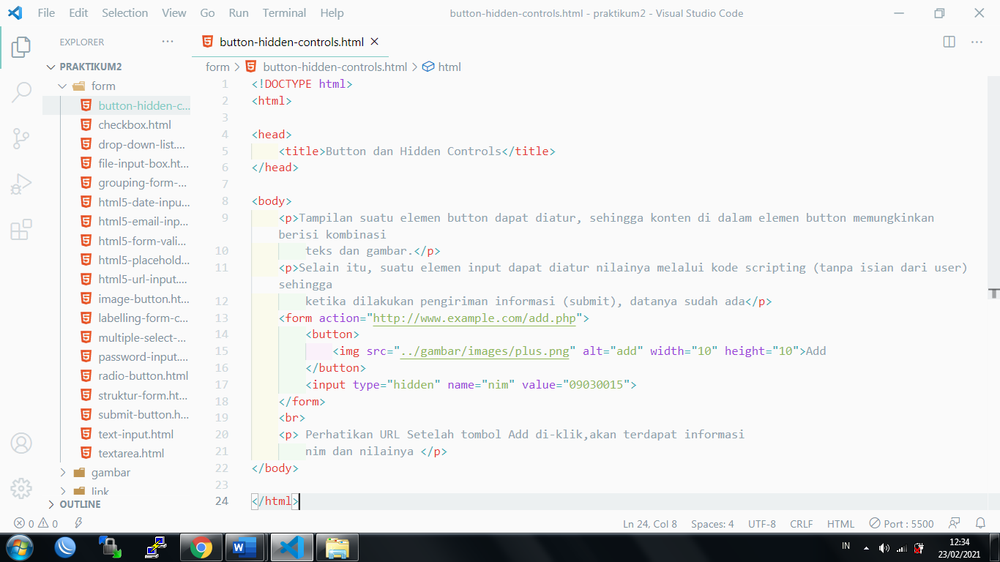 File Edit Selection View Go Run Terminal Help
button-hidden-controls.html - praktikum2 - Visual Studio Code
EXPLORER
PRAKTIKUM2
form
button-hidden-c...
checkbox.html
drop-down-list....
file-input-box.ht...
grouping-form-...
html5-date-inpu...
html5-email-inp...
html5-form-vali...
html5-placehold...
html5-url-input....
image-button.ht...
labelling-form-c...
multiple-select-...
password-input....
radio-button.html
struktur-form.ht...
submit-button.h...
text-input.html
textarea.html
gambar
link
OUTLINE
button-hidden-controls.html
form > button-hidden-controls.html > html
1 <!DOCTYPE html>
2 <html>
3
4 <head>
5 <title>Button dan Hidden Controls</title>
6 </head>
7
8 <body>
9 <p>Tampilan suatu elemen button dapat diatur, sehingga konten di dalam elemen button memungkinkan
berisi kombinasi
10 teks dan gambar.</p>
11 <p>Selain itu, suatu elemen input dapat diatur nilainya melalui kode scripting (tanpa isian dari user)
sehingga
12 ketika dilakukan pengiriman informasi (submit), datanya sudah ada</p>
13 <form action="http://www.example.com/add.php">
14 <button>
15 <img src="../gambar/images/plus.png" alt="add" width="10" height="10">Add
16 </button>
17 <input type="hidden" name="nim" value="09030015">
18 </form>
19 <br>
20 <p> Perhatikan URL Setelah tombol Add di-klik,akan terdapat informasi
21 nim dan nilainya </p>
22 </body>
23
24 </html>
0 0
Ln 24, Col 8 Spaces: 4 UTF-8 CRLF HTML Port : 5500
IN
12:34
23/02/2021